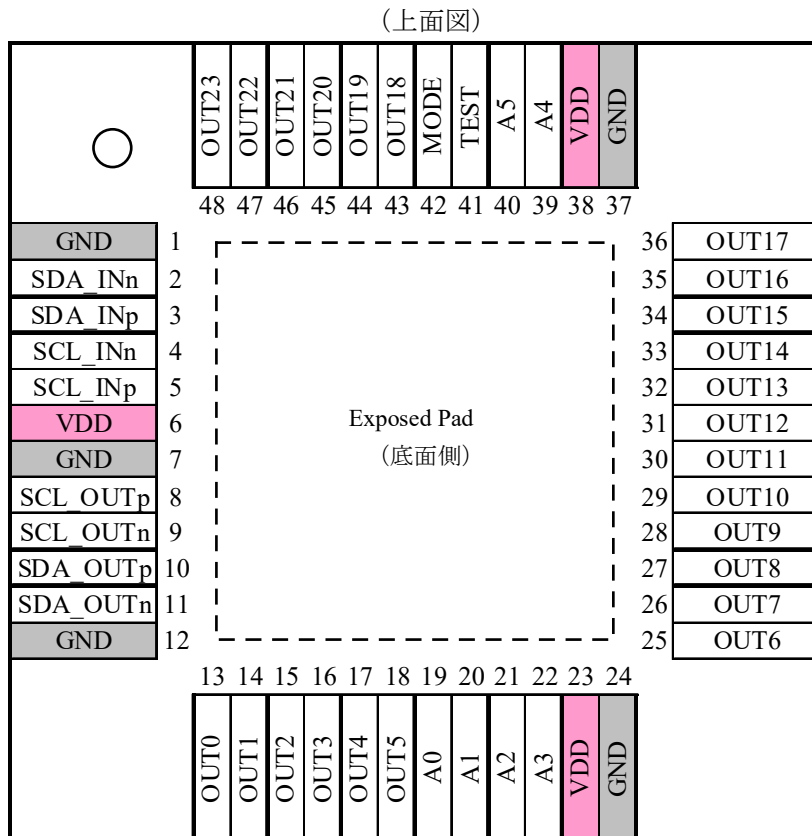 （上面図）
OUT23 OUT22 OUT21 OUT20 OUT19 OUT18 MODE TEST A5 A4 VDD GND
48 47 46 45 44 43 42 41 40 39 38 37
GND 1
SDA_INn 2
SDA_INp 3
SCL_INn 4
SCL_INp 5
VDD 6
GND 7
SCL_OUTp 8
SCL_OUTn 9
SDA_OUTp 10
SDA_OUTn 11
GND 12
Exposed Pad
（底面側）
36 OUT17
35 OUT16
34 OUT15
33 OUT14
32 OUT13
31 OUT12
30 OUT11
29 OUT10
28 OUT9
27 OUT8
26 OUT7
25 OUT6
13 14 15 16 17 18 19 20 21 22 23 24
OUT0 OUT1 OUT2 OUT3 OUT4 OUT5 A0 A1 A2 A3 VDD GND